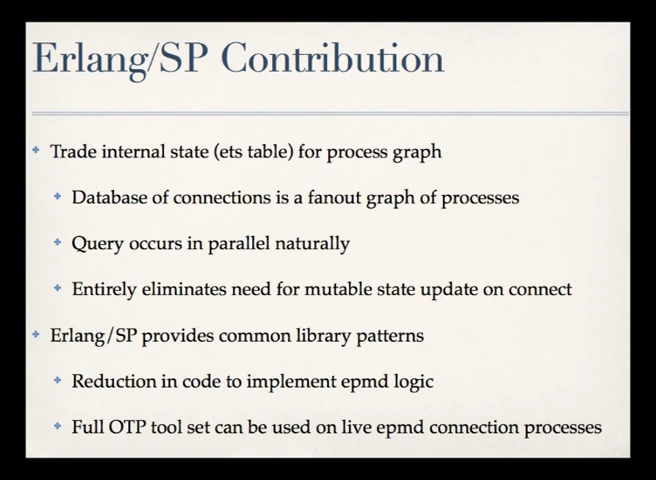 Erlang/SP Contribution
Trade internal state (ets table) for process graph
Database of connections is a fanout graph of processes
Query occurs in parallel naturally
Entirely eliminates need for mutable state update on connect
Erlang/SP provides common library patterns
Reduction in code to implement epmd logic
Full OTP tool set can be used on live epmd connection processes